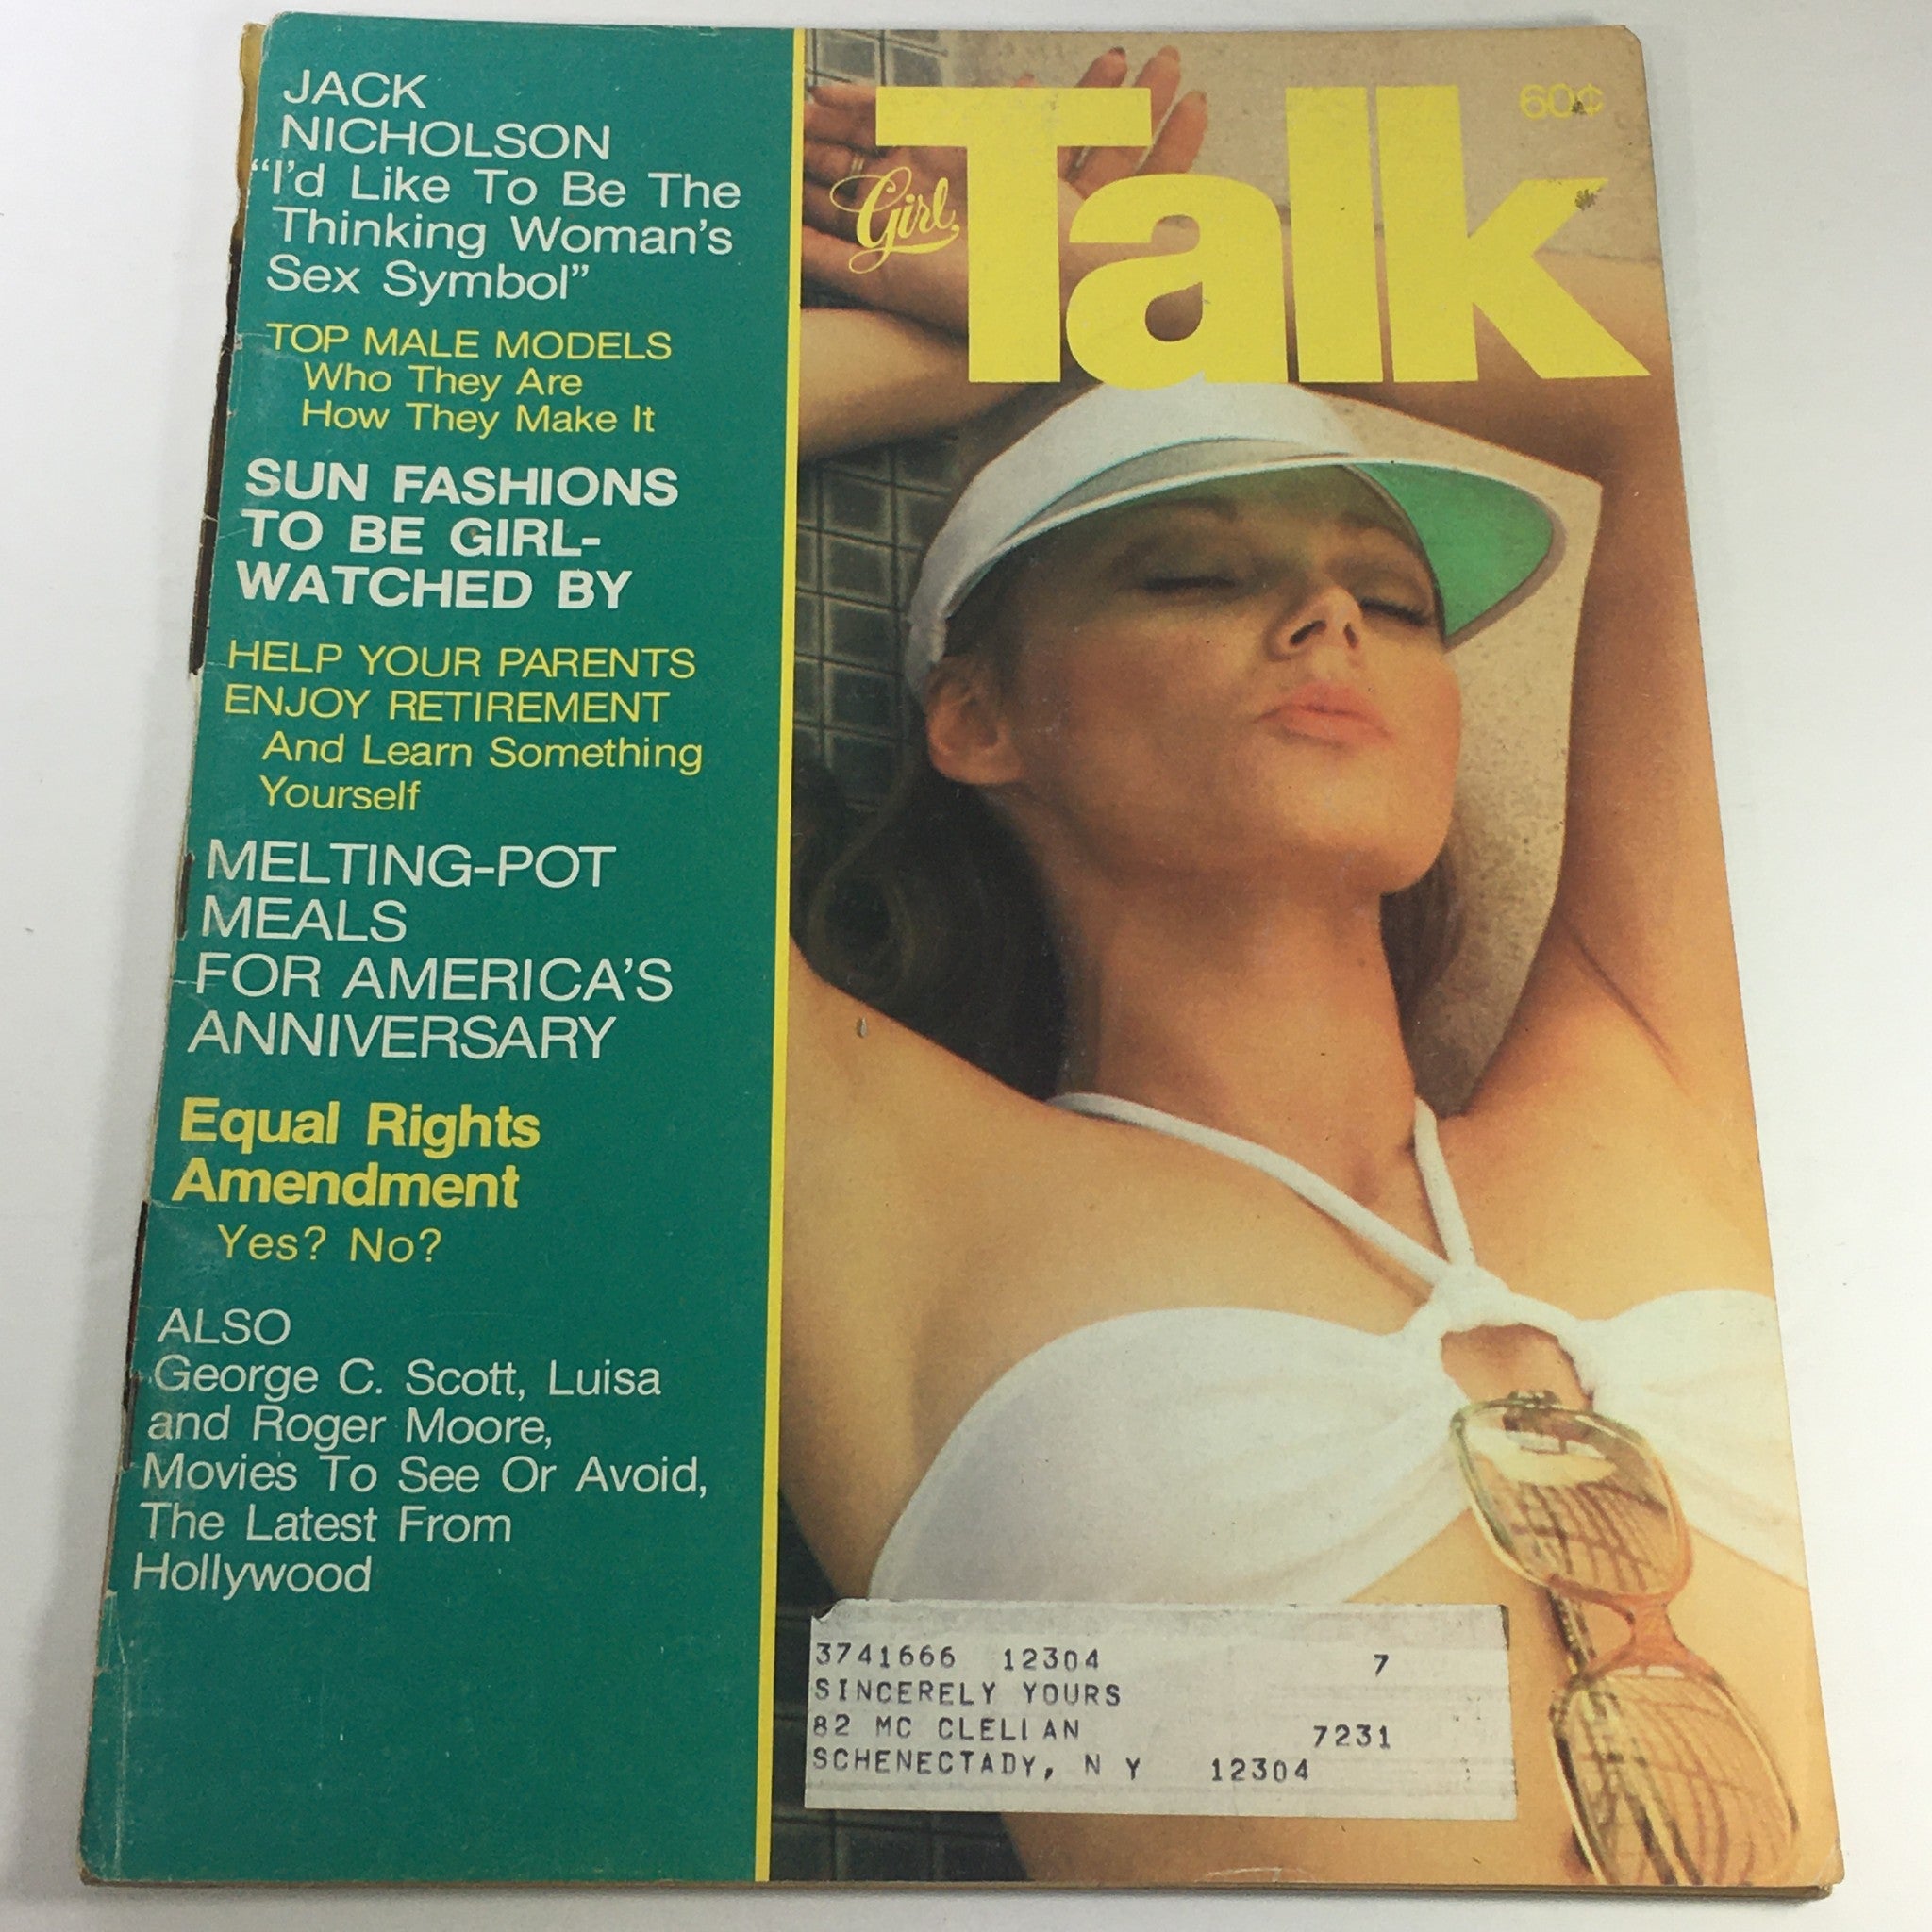 JACK
NICHOLSON
“I’d Like To Be The
Thinking Woman’s
Sex Symbol”
TOP MALE MODELS
Who They Are
How They Make It
SUN FASHIONS
TO BE GIRL-
WATCHED BY
HELP YOUR PARENTS
ENJOY RETIREMENT
And Learn Something
Yourself
MELTING-POT
MEALS
FOR AMERICA’S
ANNIVERSARY
Equal Rights
Amendment
Yes? No?
ALSO
George C. Scott, Luisa
and Roger Moore,
Movies To See Or Avoid,
The Latest From
Hollywood
60¢
Girl
Talk
3741666 12304 7
SINCERELY YOURS
82 MC CLELIAN 7231
SCHENECTADY, N Y 12304